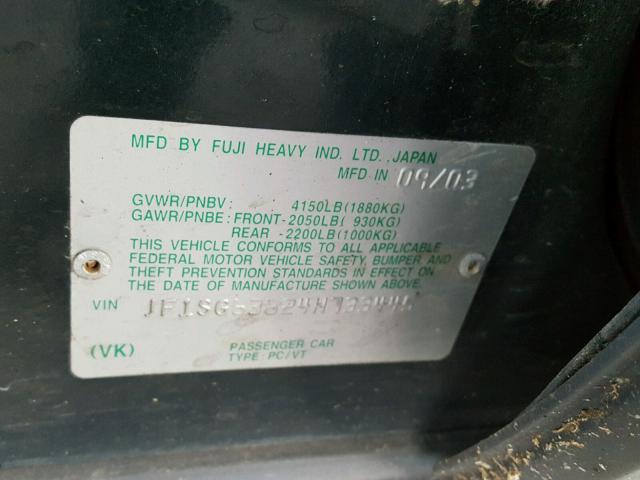 MFD BY FUJI HEAVY IND. LTD., JAPAN
MFD IN 09/03
GVWR/PNBV : 4150LB(1880KG)
GAWR/PNBE : FRONT-2050LB( 930KG)
REAR -2200LB(1000KG)
THIS VEHICLE CONFORMS TO ALL APPLICABLE
FEDERAL MOTOR VEHICLE SAFETY, BUMPER AND
THEFT PREVENTION STANDARDS IN EFFECT ON
THE DATE OF MANUFACTURE SHOWN ABOVE.
VIN
(VK)
PASSENGER CAR
TYPE : PC/VT